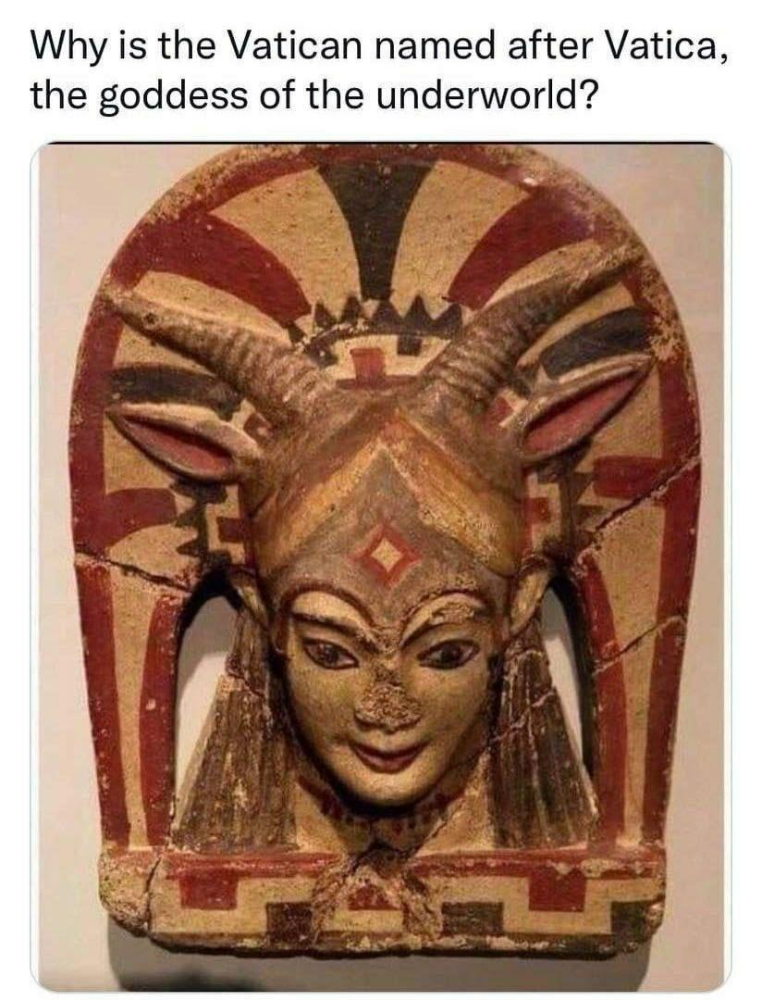 Why is the Vatican named after Vatica,
the goddess of the underworld?